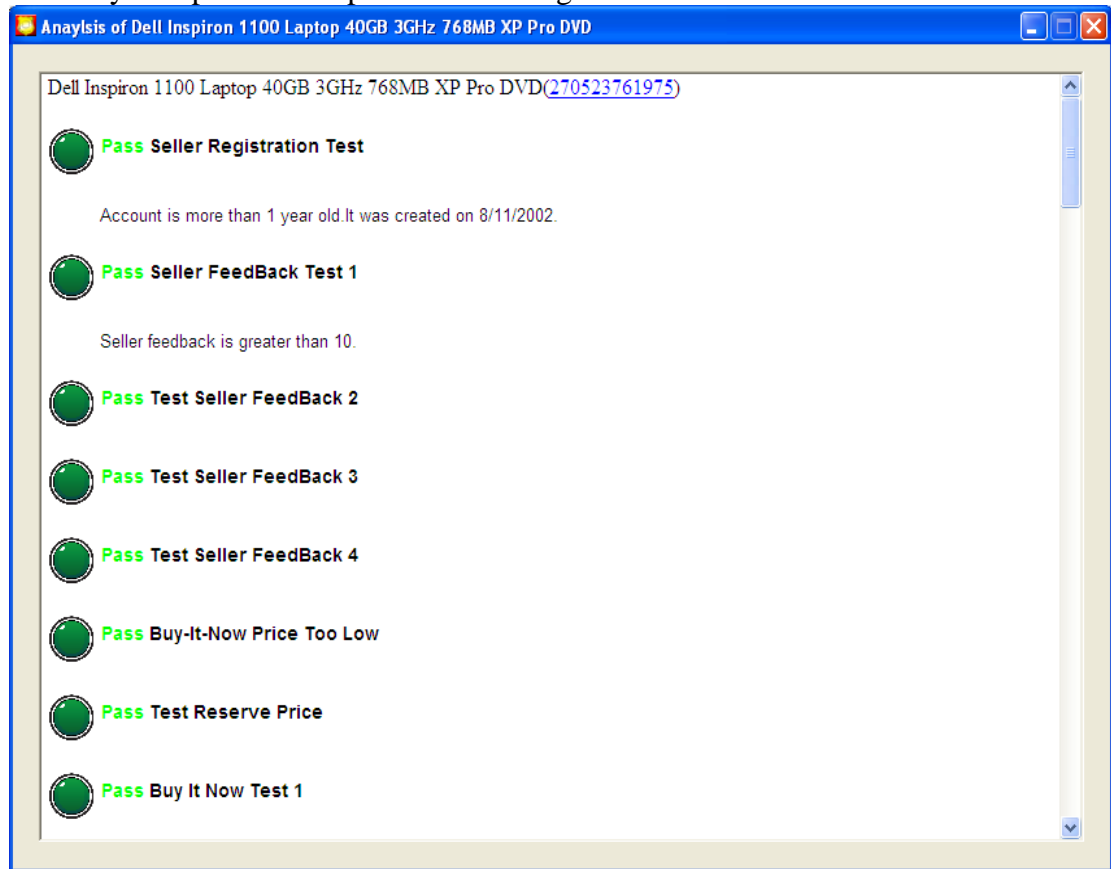 Anaylsis of Dell Inspiron 1100 Laptop 40GB 3GHz 768MB XP Pro DVD
Dell Inspiron 1100 Laptop 40GB 3GHz 768MB XP Pro DVD(270523761975)
Pass Seller Registration Test
Account is more than 1 year old.It was created on 8/11/2002.
Pass Seller FeedBack Test 1
Seller feedback is greater than 10.
Pass Test Seller FeedBack 2
Pass Test Seller FeedBack 3
Pass Test Seller FeedBack 4
Pass Buy-It-Now Price Too Low
Pass Test Reserve Price
Pass Buy It Now Test 1